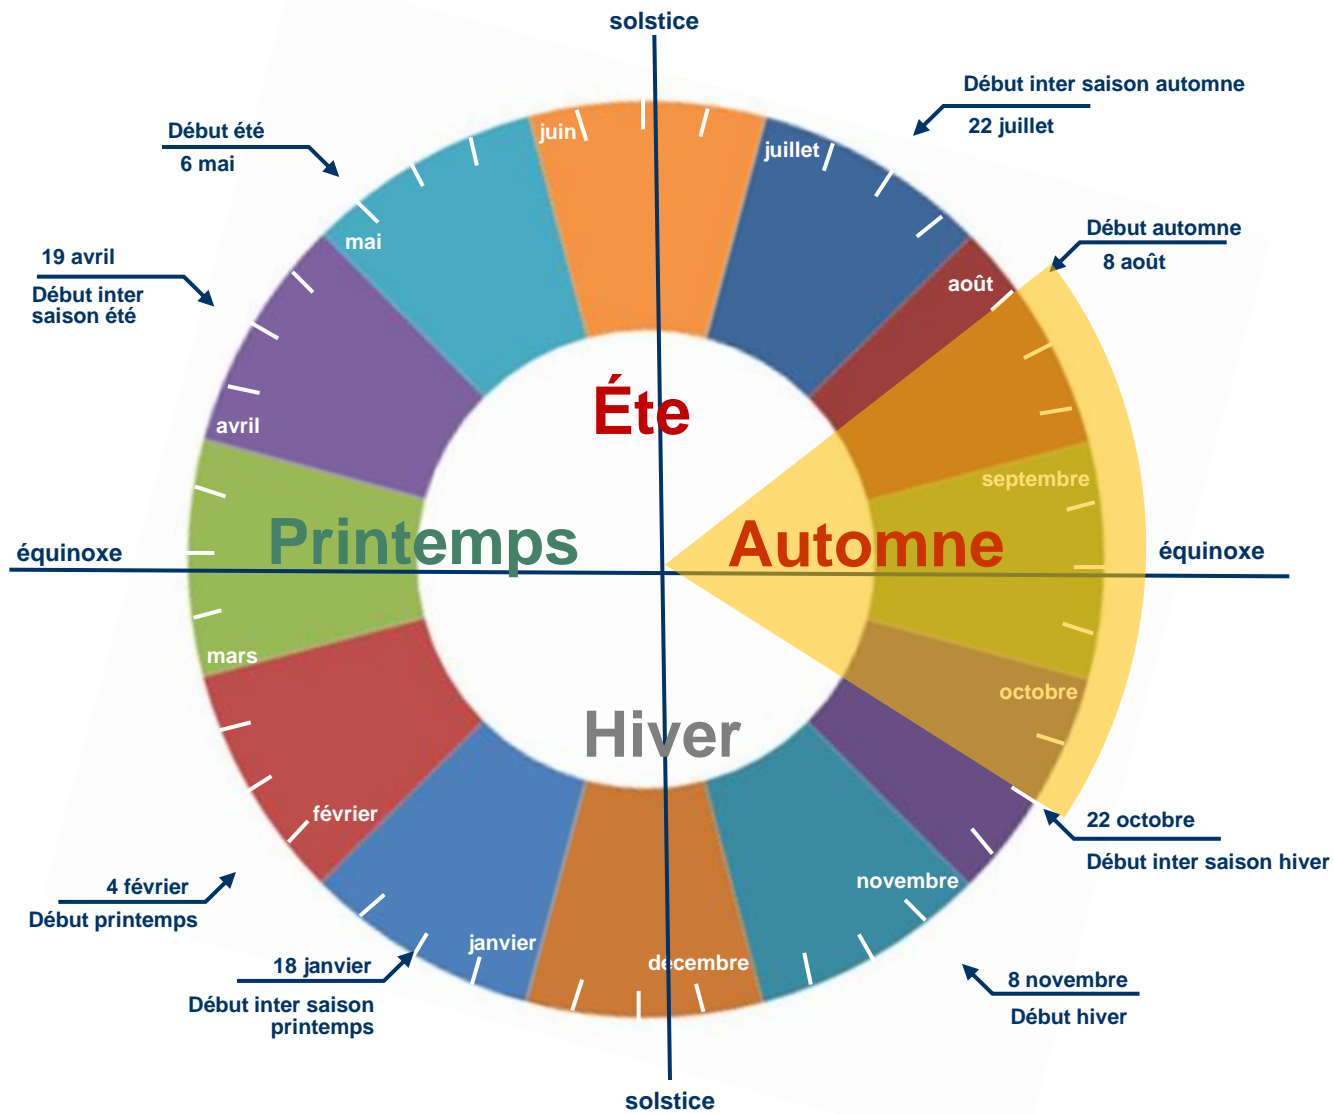 solstice
Début inter saison automne
22 juillet
Début été
6 mai
juin
juillet
Début automne
8 août
mai
19 avril
Début inter
saison été
août
Éte
avril
septembre
Printemps
Automne
équinoxe
équinoxe
mars
octobre
Hiver
février
22 octobre
Début inter saison hiver
novembre
4 février
Début printemps
janvier
décembre
18 janvier
Début inter saison
printemps
8 novembre
Début hiver
solstice